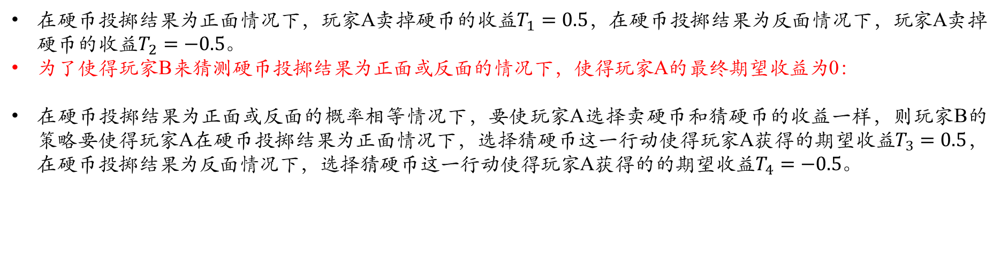 • 在硬币投掷结果为正面情况下，玩家A卖掉硬币的收益T₁ = 0.5，在硬币投掷结果为反面情况下，玩家A卖掉
硬币的收益T₂ = −0.5。
• 为了使得玩家B来猜测硬币投掷结果为正面或反面的情况下，使得玩家A的最终期望收益为0：
• 在硬币投掷结果为正面或反面的概率相等情况下，要使玩家A选择卖硬币和猜硬币的收益一样，则玩家B的
策略要使得玩家A在硬币投掷结果为正面情况下，选择猜硬币这一行动使得玩家A获得的期望收益T₃ = 0.5，
在硬币投掷结果为反面情况下，选择猜硬币这一行动使得玩家A获得的的期望收益T₄ = −0.5。